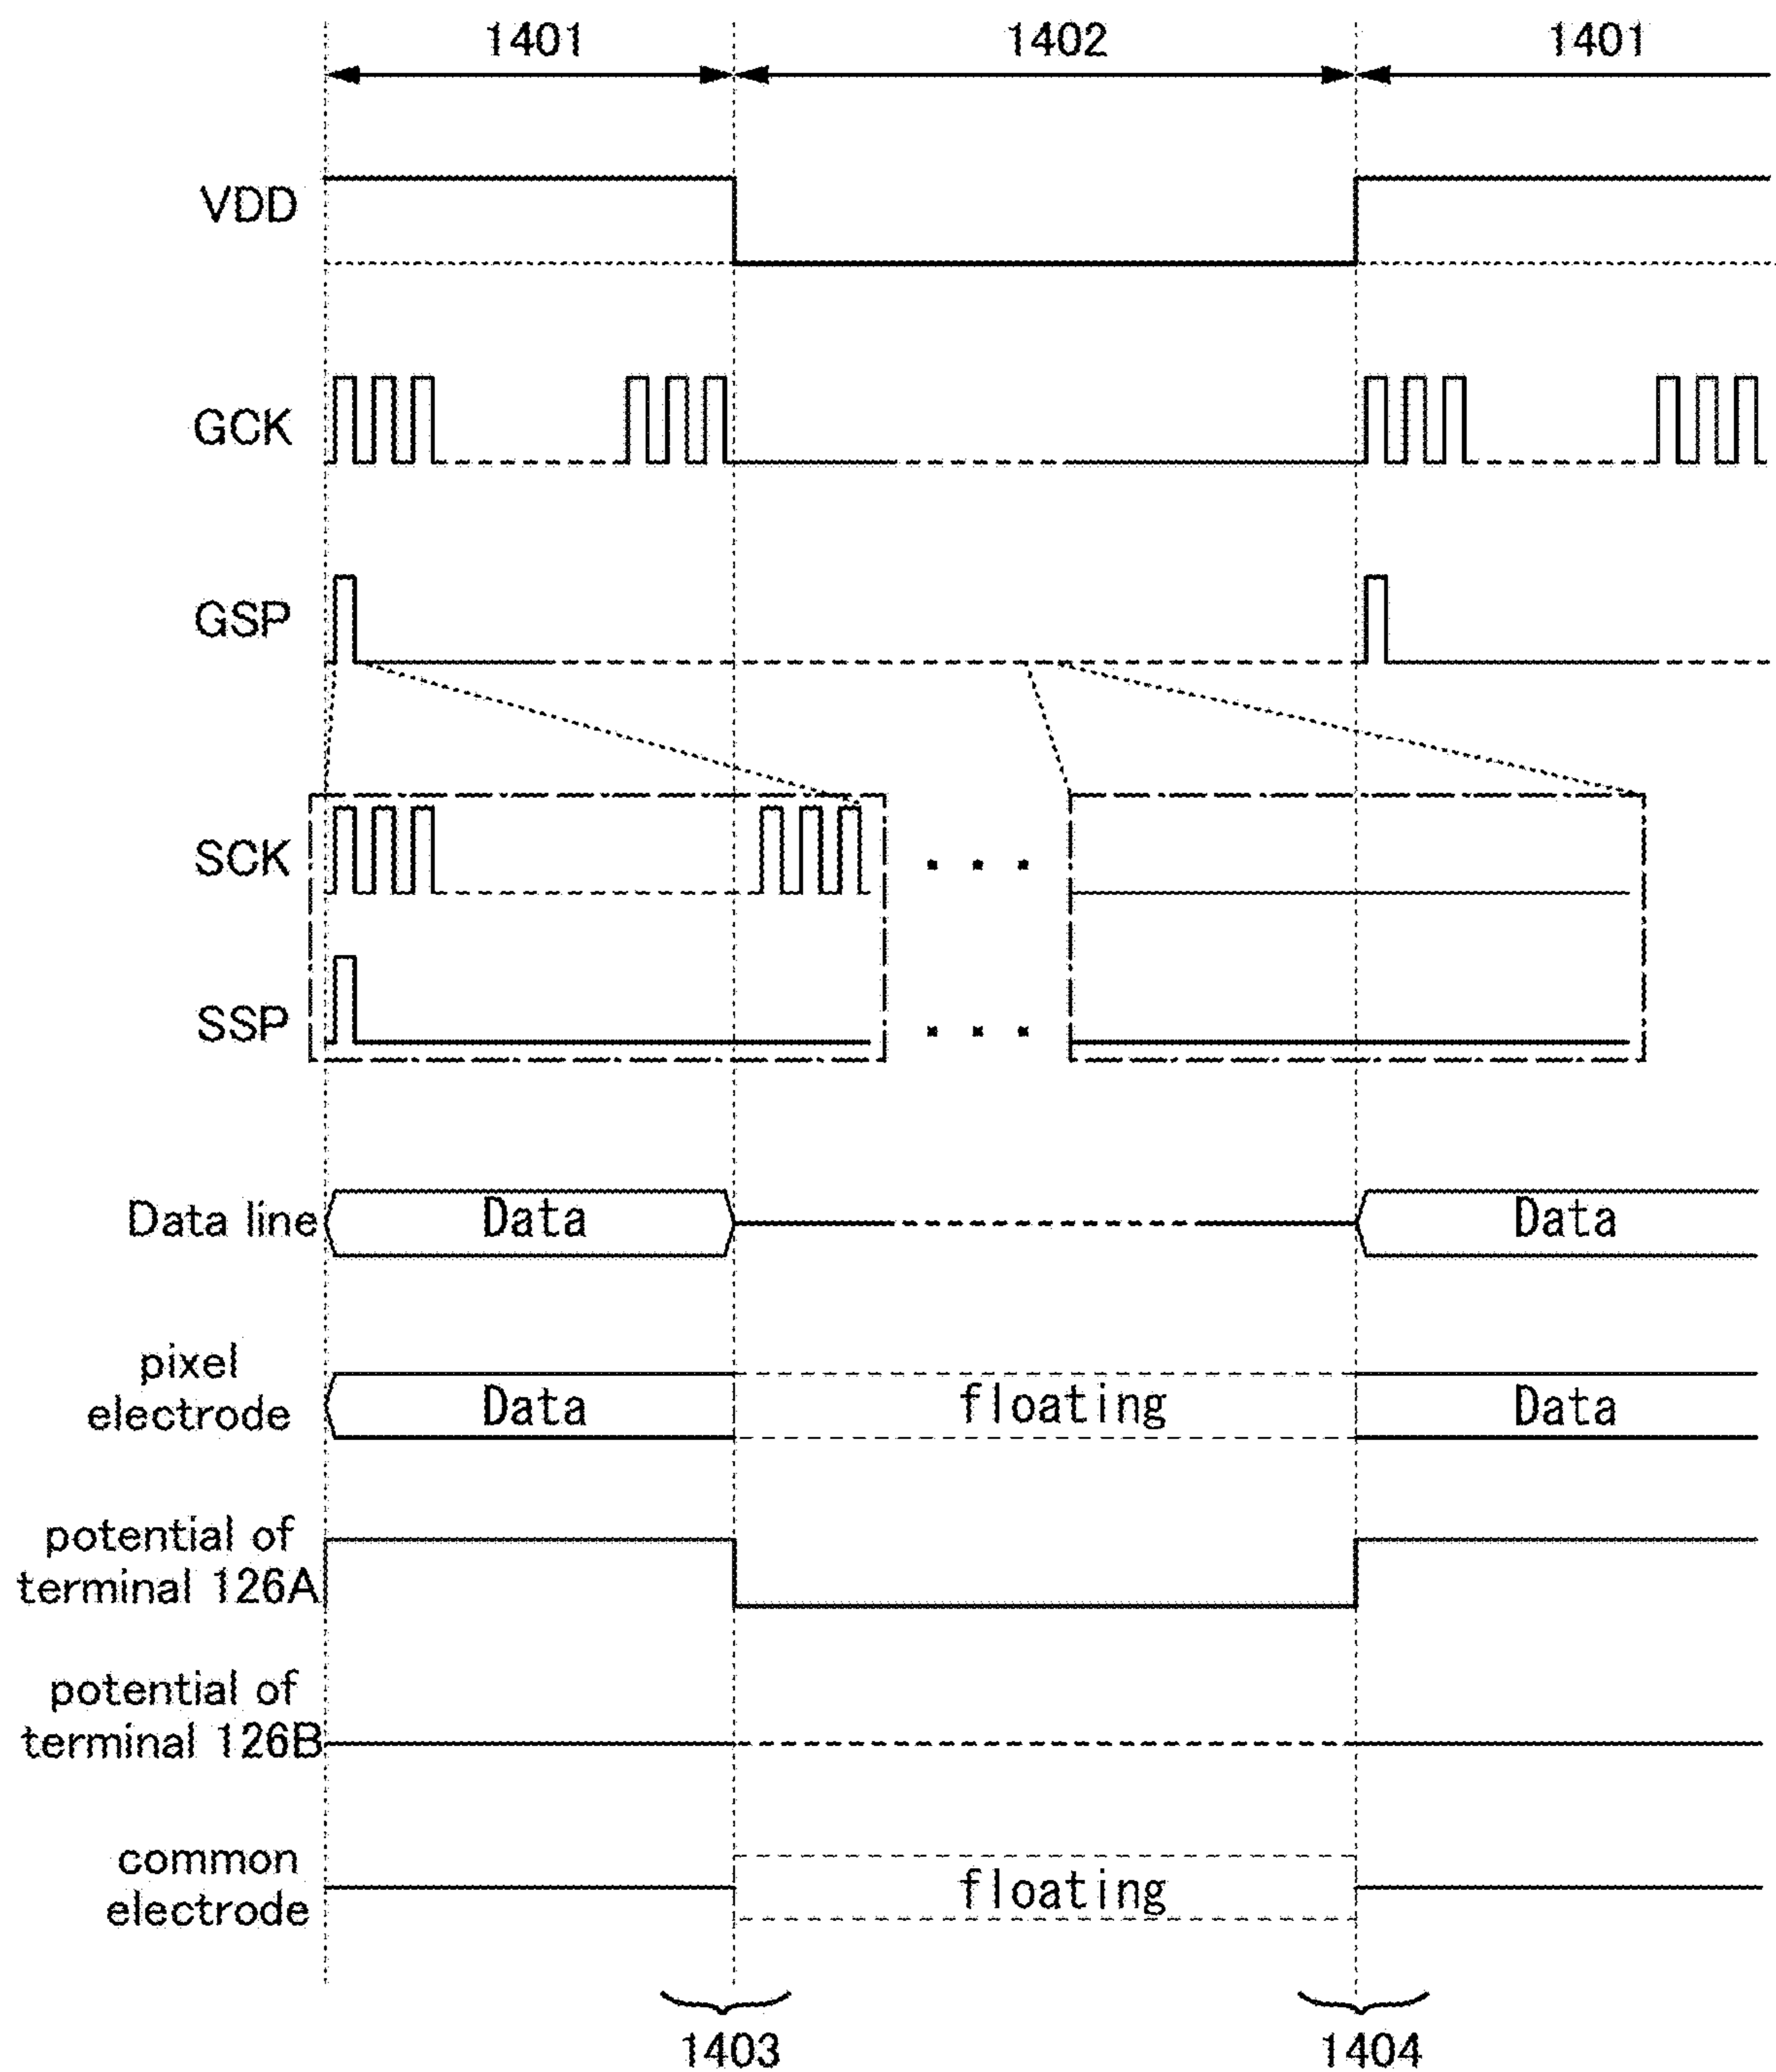 1401 1402 1401
VDD
GCK
GSP
SCK
. . .
SSP
. . .
Data line Data Data
pixel
electrode Data floating Data
potential of
terminal 126A
potential of
terminal 126B
common
electrode floating
1403 1404